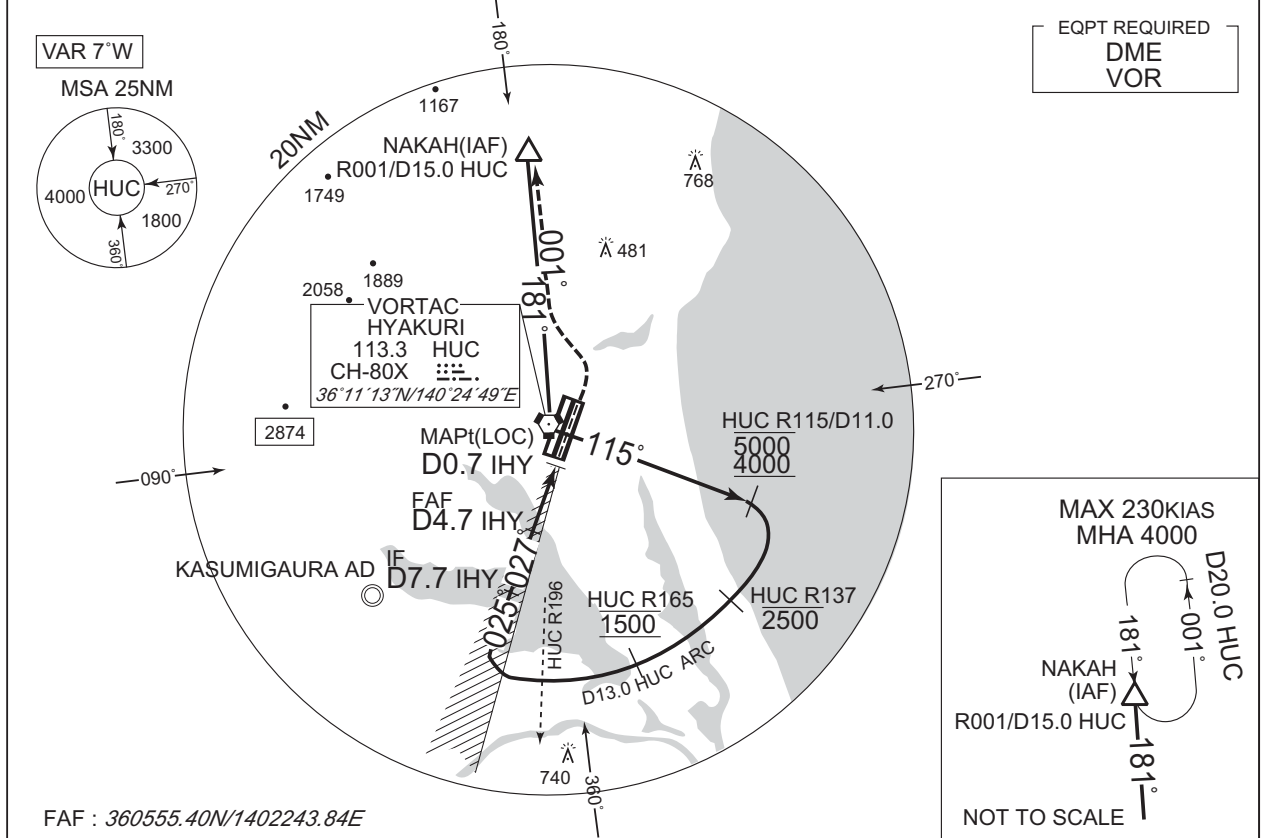 VAR 7°W
MSA 25NM
180°
3300
HUC
270°
4000
1800
360°
EQPT REQUIRED
DME
VOR
180°
20NM
1167
NAKAH(IAF)
R001/D15.0 HUC
1749
768
481
001°
181°
1889
2058
VORTAC
HYAKURI
113.3 HUC
CH-80X
36°11′13″N/140°24′49″E
270°
2874
MAPt(LOC)
D0.7 IHY
115°
HUC R115/D11.0
5000
4000
090°
FAF
D4.7 IHY
KASUMIGAURA AD
IF
D7.7 IHY
027°
025°
HUC R196
HUC R165
1500
HUC R137
2500
D13.0 HUC ARC
740
360°
MAX 230KIAS
MHA 4000
D20.0 HUC
181°
001°
NAKAH
(IAF)
R001/D15.0 HUC
181°
NOT TO SCALE
FAF : 360555.40N/1402243.84E